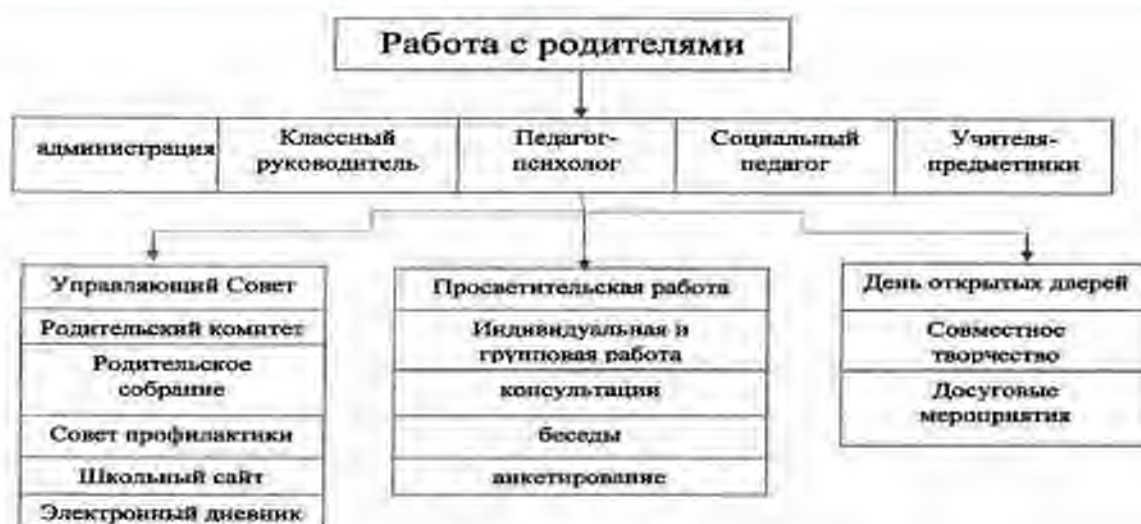 Работа с родителями
администрация
Классный
руководитель
Педагог-
психолог
Социальный
педагог
Учителя-
предметники
Управляющий Совет
Родительский комитет
Родительское
собрание
Совет профилактики
Школьный сайт
Электронный дневник
Просветительская работа
Индивидуальная и
групповая работа
консультации
беседы
анкетирование
День открытых дверей
Совместное
творчество
Досуговые
мероприятия